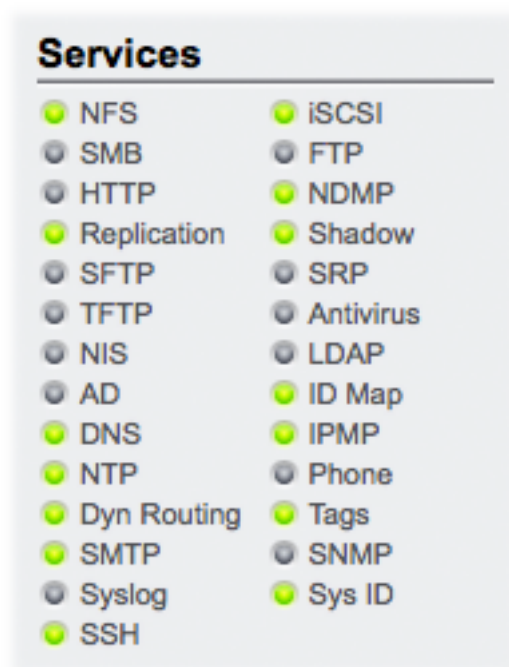 Services
NFS iSCSI
SMB FTP
HTTP NDMP
Replication Shadow
SFTP SRP
TFTP Antivirus
NIS LDAP
AD ID Map
DNS IPMP
NTP Phone
Dyn Routing Tags
SMTP SNMP
Syslog Sys ID
SSH